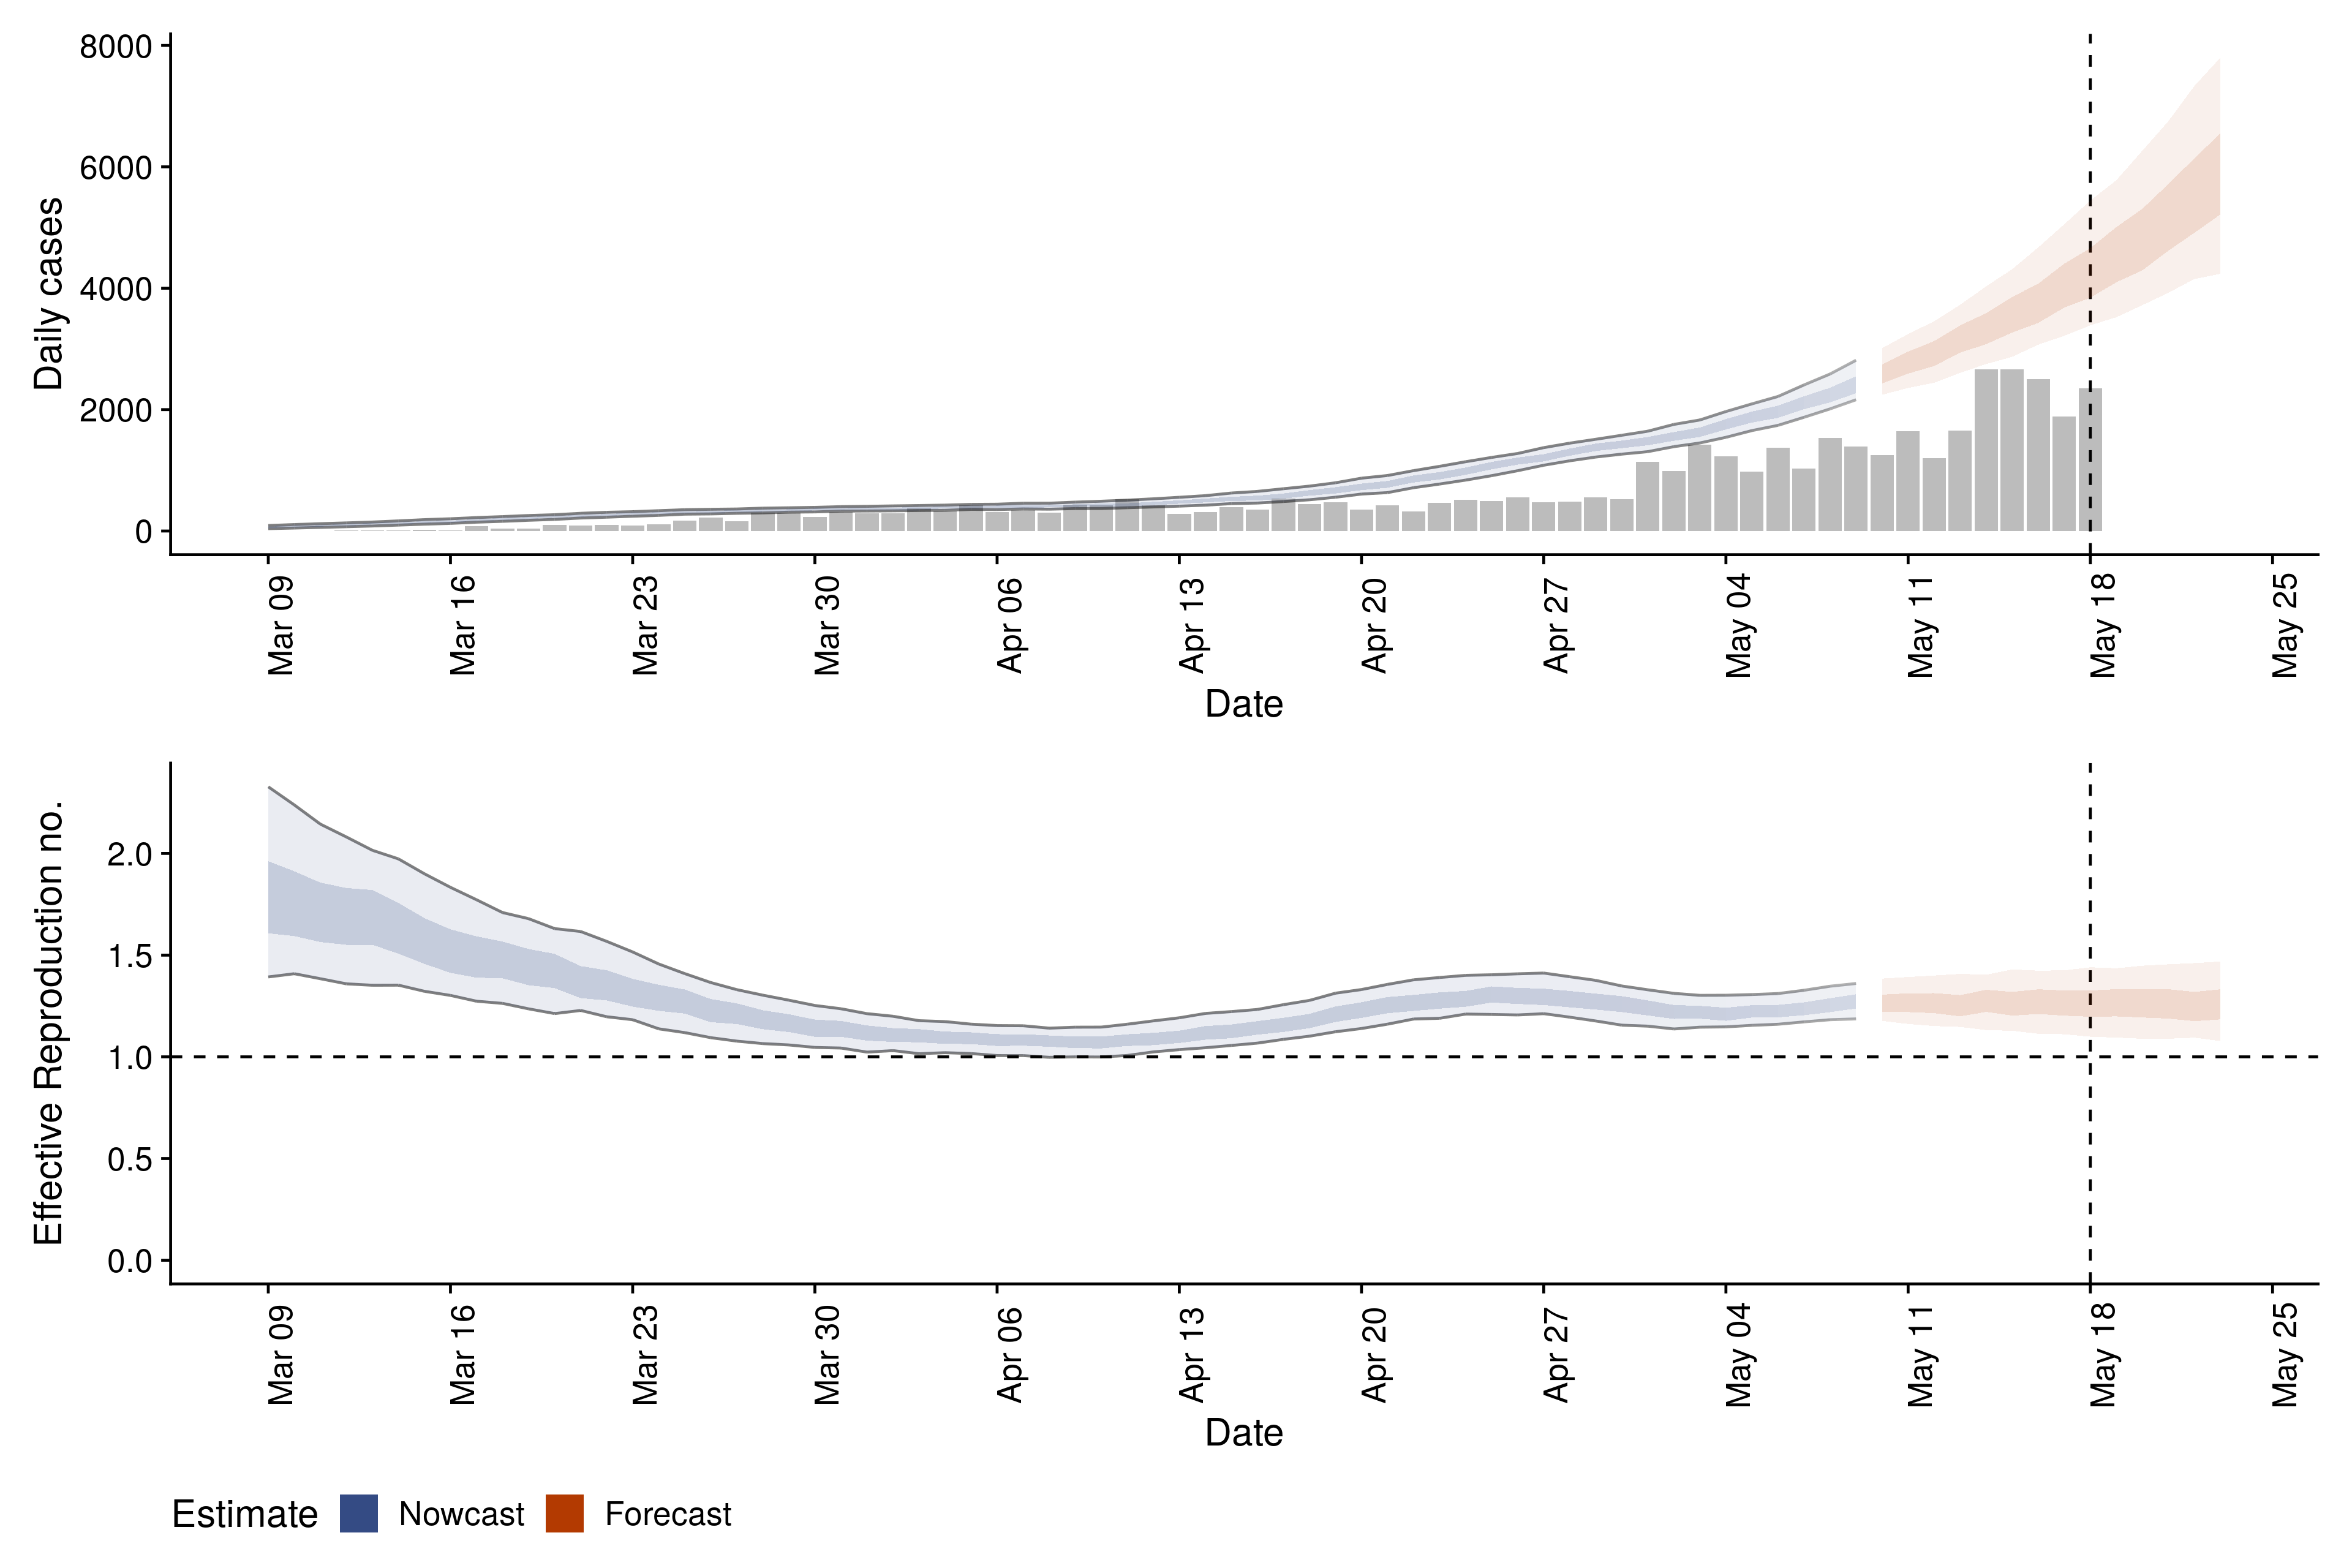 Daily cases
8000
6000
4000
2000
0
Mar 09 Mar 16 Mar 23 Mar 30 Apr 06 Apr 13 Apr 20 Apr 27 May 04 May 11 May 18 May 25
Date
Effective Reproduction no.
2.0
1.5
1.0
0.5
0.0
Mar 09 Mar 16 Mar 23 Mar 30 Apr 06 Apr 13 Apr 20 Apr 27 May 04 May 11 May 18 May 25
Date
Estimate Nowcast Forecast